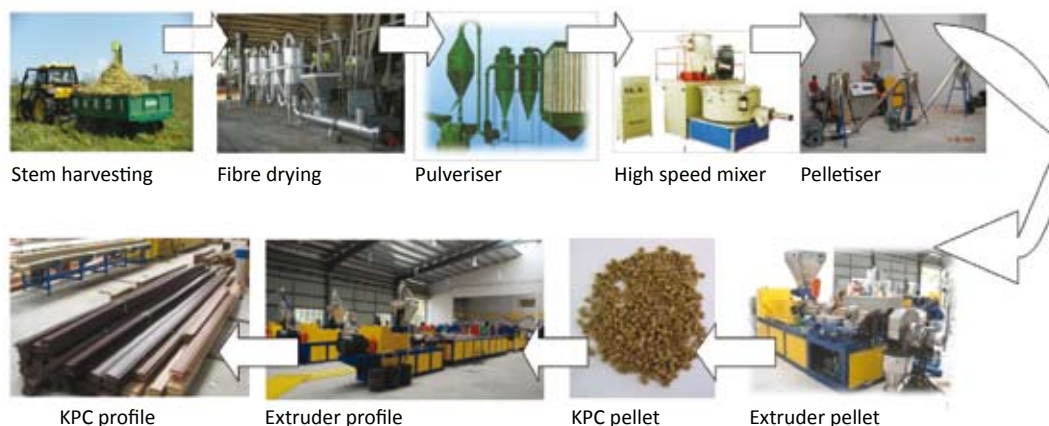 Stem harvesting
Fibre drying
Pulveriser
High speed mixer
Pelletiser
KPC profile
Extruder profile
KPC pellet
Extruder pellet